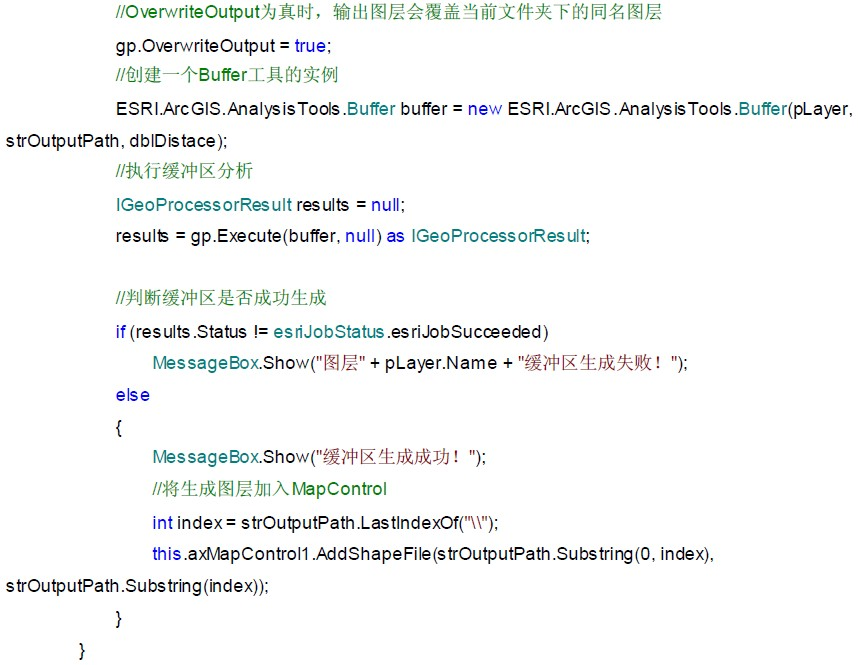 //OverwriteOutput为真时，输出图层会覆盖当前文件夹下的同名图层
gp.OverwriteOutput = true;
//创建一个Buffer工具的实例
ESRI.ArcGIS.AnalysisTools.Buffer buffer = new ESRI.ArcGIS.AnalysisTools.Buffer(pLayer,
strOutputPath, dblDistace);
//执行缓冲区分析
IGeoProcessorResult results = null;
results = gp.Execute(buffer, null) as IGeoProcessorResult;
//判断缓冲区是否成功生成
if (results.Status != esriJobStatus.esriJobSucceeded)
MessageBox.Show("图层" + pLayer.Name + "缓冲区生成失败！");
else
{
MessageBox.Show("缓冲区生成成功！");
//将生成图层加入MapControl
int index = strOutputPath.LastIndexOf("\\");
this.axMapControl1.AddShapeFile(strOutputPath.Substring(0, index),
strOutputPath.Substring(index));
}
}